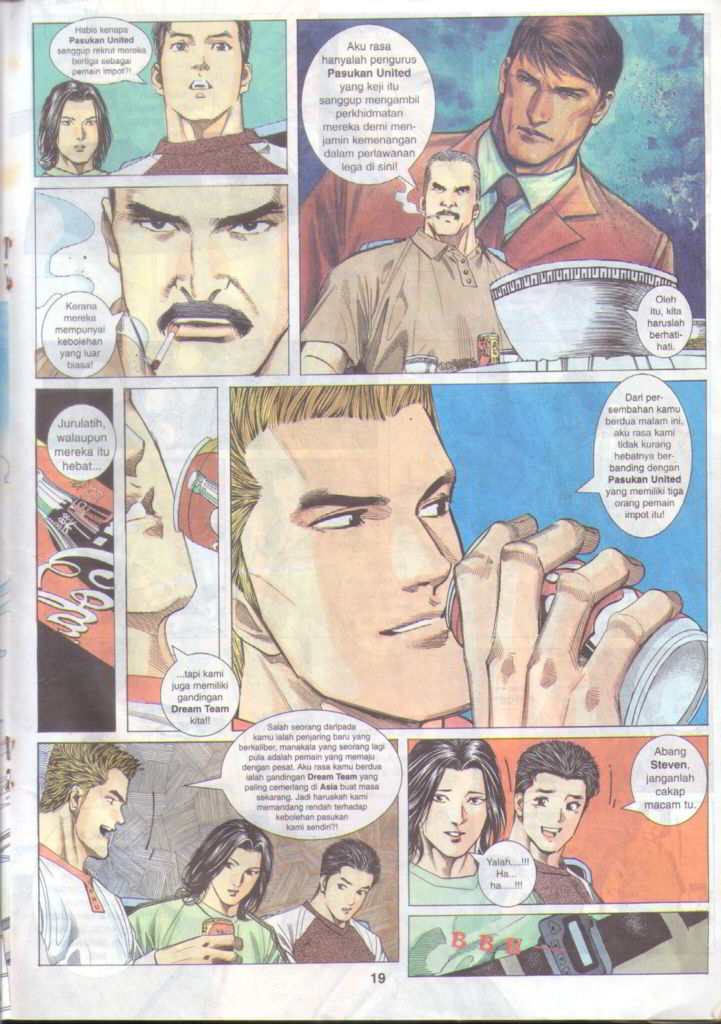 Habis kenapa
Pasukan United
sanggup rekrut mereka
berliga sebagai
pemain impot?!
Aku rasa
hanyalah pengurus
Pasukan United
yang keji itu
sanggup mengambil
perkhidmatan
mereka demi men-
jamin kemenangan
dalam perlawanan
lega di sini!
Kerana
mereka
mempunyai
kebolehan
yang luar
biasa!
Oleh
itu, kita
haruslah
berhati-
hati.
Jurulatih,
walaupun
mereka itu
hebat...
...tapi kami
juga memiliki
gandingan
Dream Team
kita!!
Dari per-
sembahan kamu
berdua malam ini,
aku rasa kami
tidak kurang
hebatnya ber-
banding dengan
Pasukan United
yang memiliki tiga
orang pemain
impot itu!
Salah seorang daripada
kamu ialah penjaring baru yang
berkaliber, manakala yang seorang lagi
pula adalah pemain yang memaju
dengan pesat. Aku rasa kamu berdua
ialah gandingan Dream Team yang
paling cemerlang di Asia buat masa
sekarang. Jadi haruskah kami
memandang rendah terhadap
kebolehan pasukan
kami sendiri?!
Abang
Steven,
janganlah
cakap
macam tu.
Yalah....!!!
Ha...
ha.....!!!
B B B
19